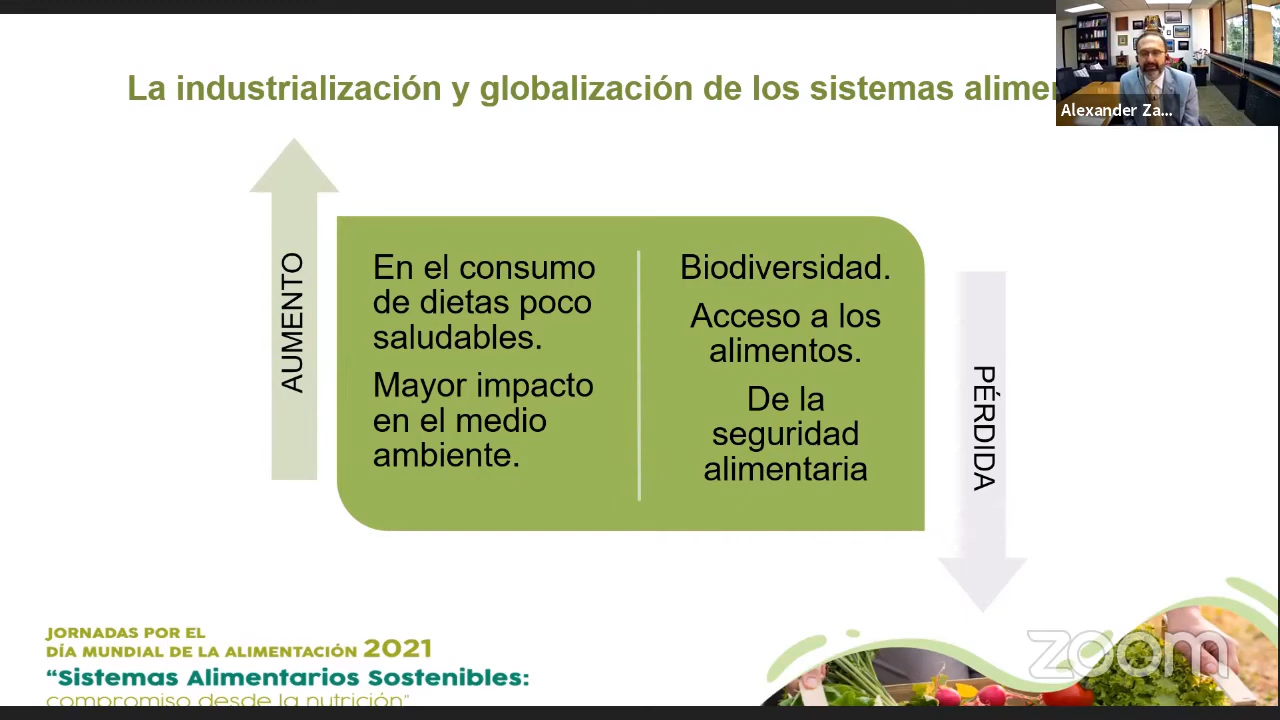 La industrialización y globalización de los sistemas
Alexander Za...
AUMENTO
En el consumo
de dietas poco
saludables.
Mayor impacto
en el medio
ambiente.
Biodiversidad.
Acceso a los
alimentos.
De la
seguridad
alimentaria
PÉRDIDA
JORNADAS POR EL
DÍA MUNDIAL DE LA ALIMENTACIÓN 2021
“Sistemas Alimentarios Sostenibles:
compromiso desde la nutrición"
zoom